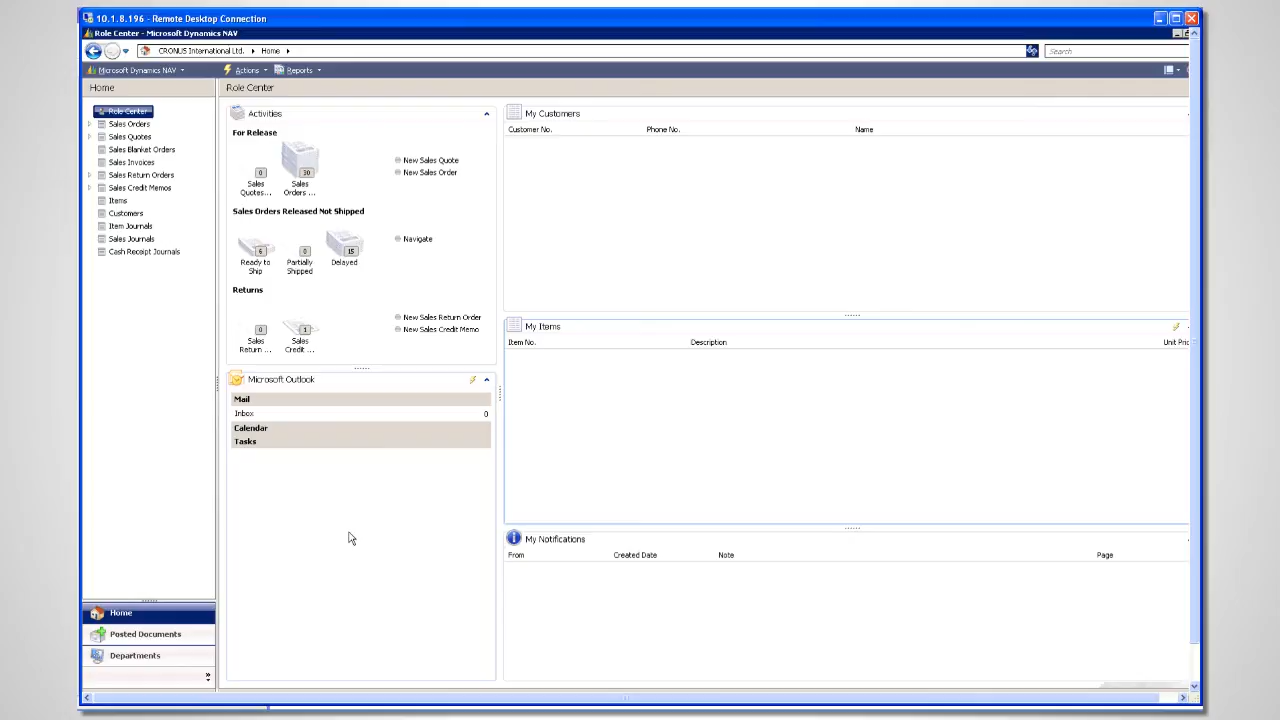 10.1.8.196 - Remote Desktop Connection
Role Center - Microsoft Dynamics NAV
CRONUS International Ltd. Home
Search
Microsoft Dynamics NAV Actions Reports
Home
Role Center
Sales Orders
Sales Quotes
Sales Blanket Orders
Sales Invoices
Sales Return Orders
Sales Credit Memos
Items
Customers
Item Journals
Sales Journals
Cash Receipt Journals
Home
Posted Documents
Departments
»
Role Center
Activities
For Release
0
Sales
Quotes...
30
Sales
Orders ...
New Sales Quote
New Sales Order
Sales Orders Released Not Shipped
6
Ready to
Ship
0
Partially
Shipped
15
Delayed
Navigate
Returns
0
Sales
Return ...
1
Sales
Credit ...
New Sales Return Order
New Sales Credit Memo
Microsoft Outlook
Mail
Inbox 0
Calendar
Tasks
My Customers
Customer No. Phone No. Name
My Items
Item No. Description Unit Pric
My Notifications
From Created Date Note Page